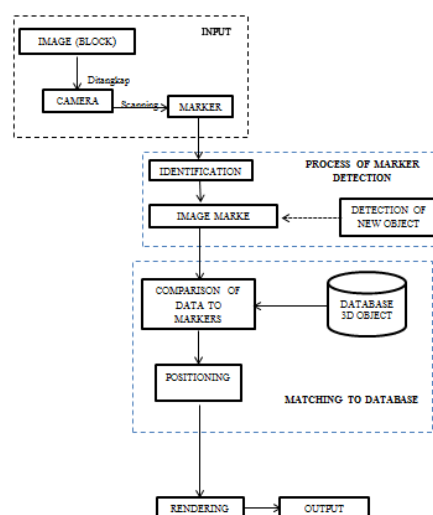 INPUT
IMAGE (BLOCK)
Ditangkap
CAMERA
Scanning
MARKER
PROCESS OF MARKER
DETECTION
IDENTIFICATION
IMAGE MARKE
DETECTION OF
NEW OBJECT
COMPARISON OF
DATA TO
MARKERS
DATABASE
3D OBJECT
POSITIONING
MATCHING TO DATABASE
RENDERING
OUTPUT